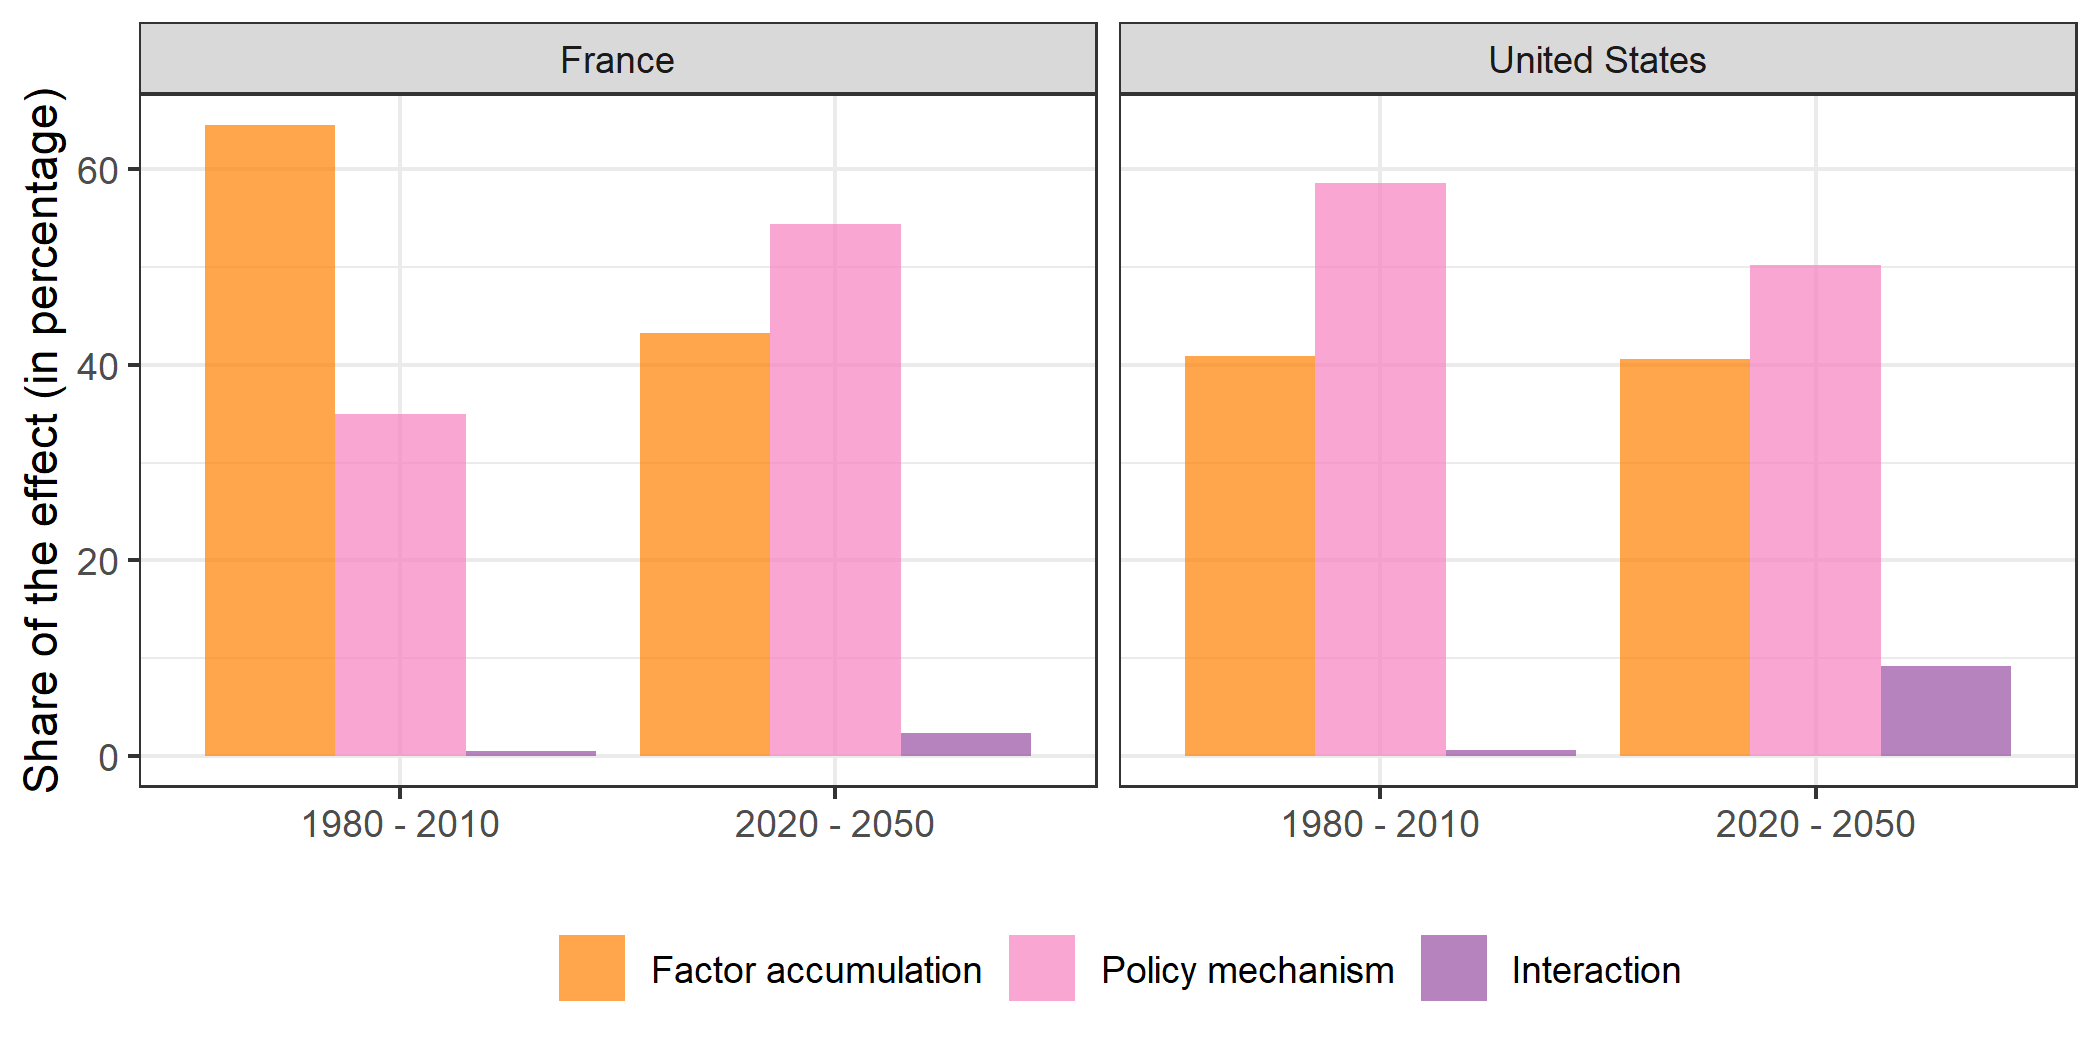 France
United States
Share of the effect (in percentage)
60
40
20
0
1980 - 2010
2020 - 2050
1980 - 2010
2020 - 2050
Factor accumulation
Policy mechanism
Interaction